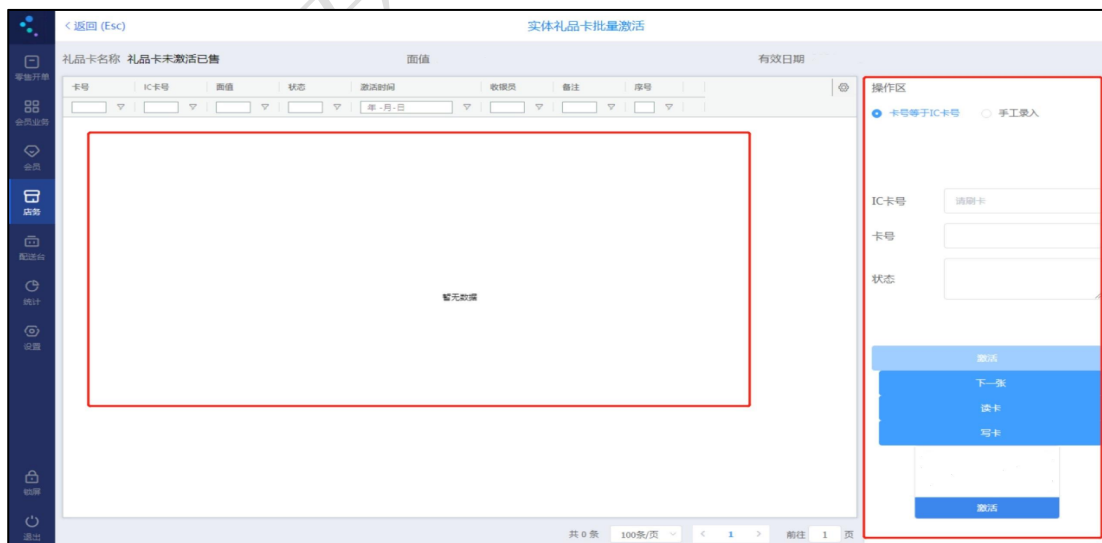 < 返回 (Esc)
实体礼品卡批量激活
零售开单
会员业务
会员
店务
配送台
统计
设置
锁屏
退出
礼品卡名称 礼品卡未激活已售
面值
有效日期
卡号 IC卡号 面值 状态 激活时间 收银员 备注 序号
年-月-日
暂无数据
共 0 条 100条/页 < 1 > 前往 1 页
操作区
卡号等于IC卡号 手工录入
IC卡号 请刷卡
卡号
状态
激活
下一张
读卡
写卡
激活